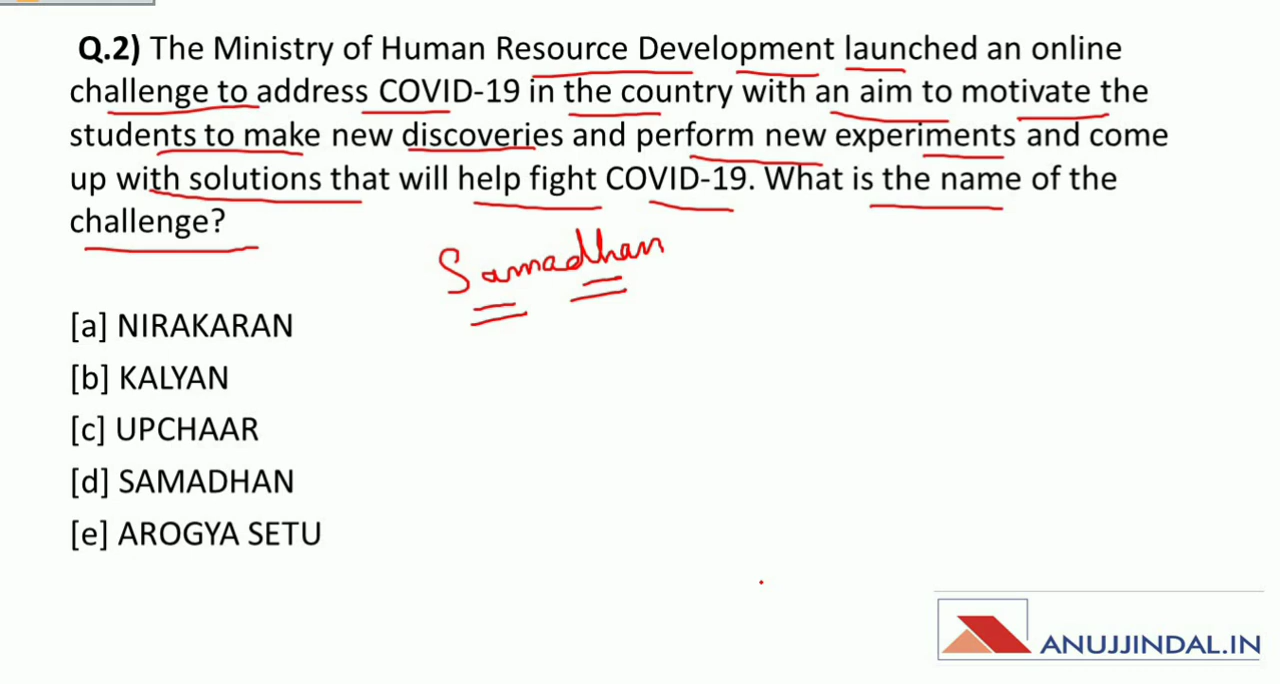 Q.2) The Ministry of Human Resource Development launched an online
challenge to address COVID-19 in the country with an aim to motivate the
students to make new discoveries and perform new experiments and come
up with solutions that will help fight COVID-19. What is the name of the
challenge?
Samadhan
[a] NIRAKARAN
[b] KALYAN
[c] UPCHAAR
[d] SAMADHAN
[e] AROGYA SETU
ANUJJINDAL.IN